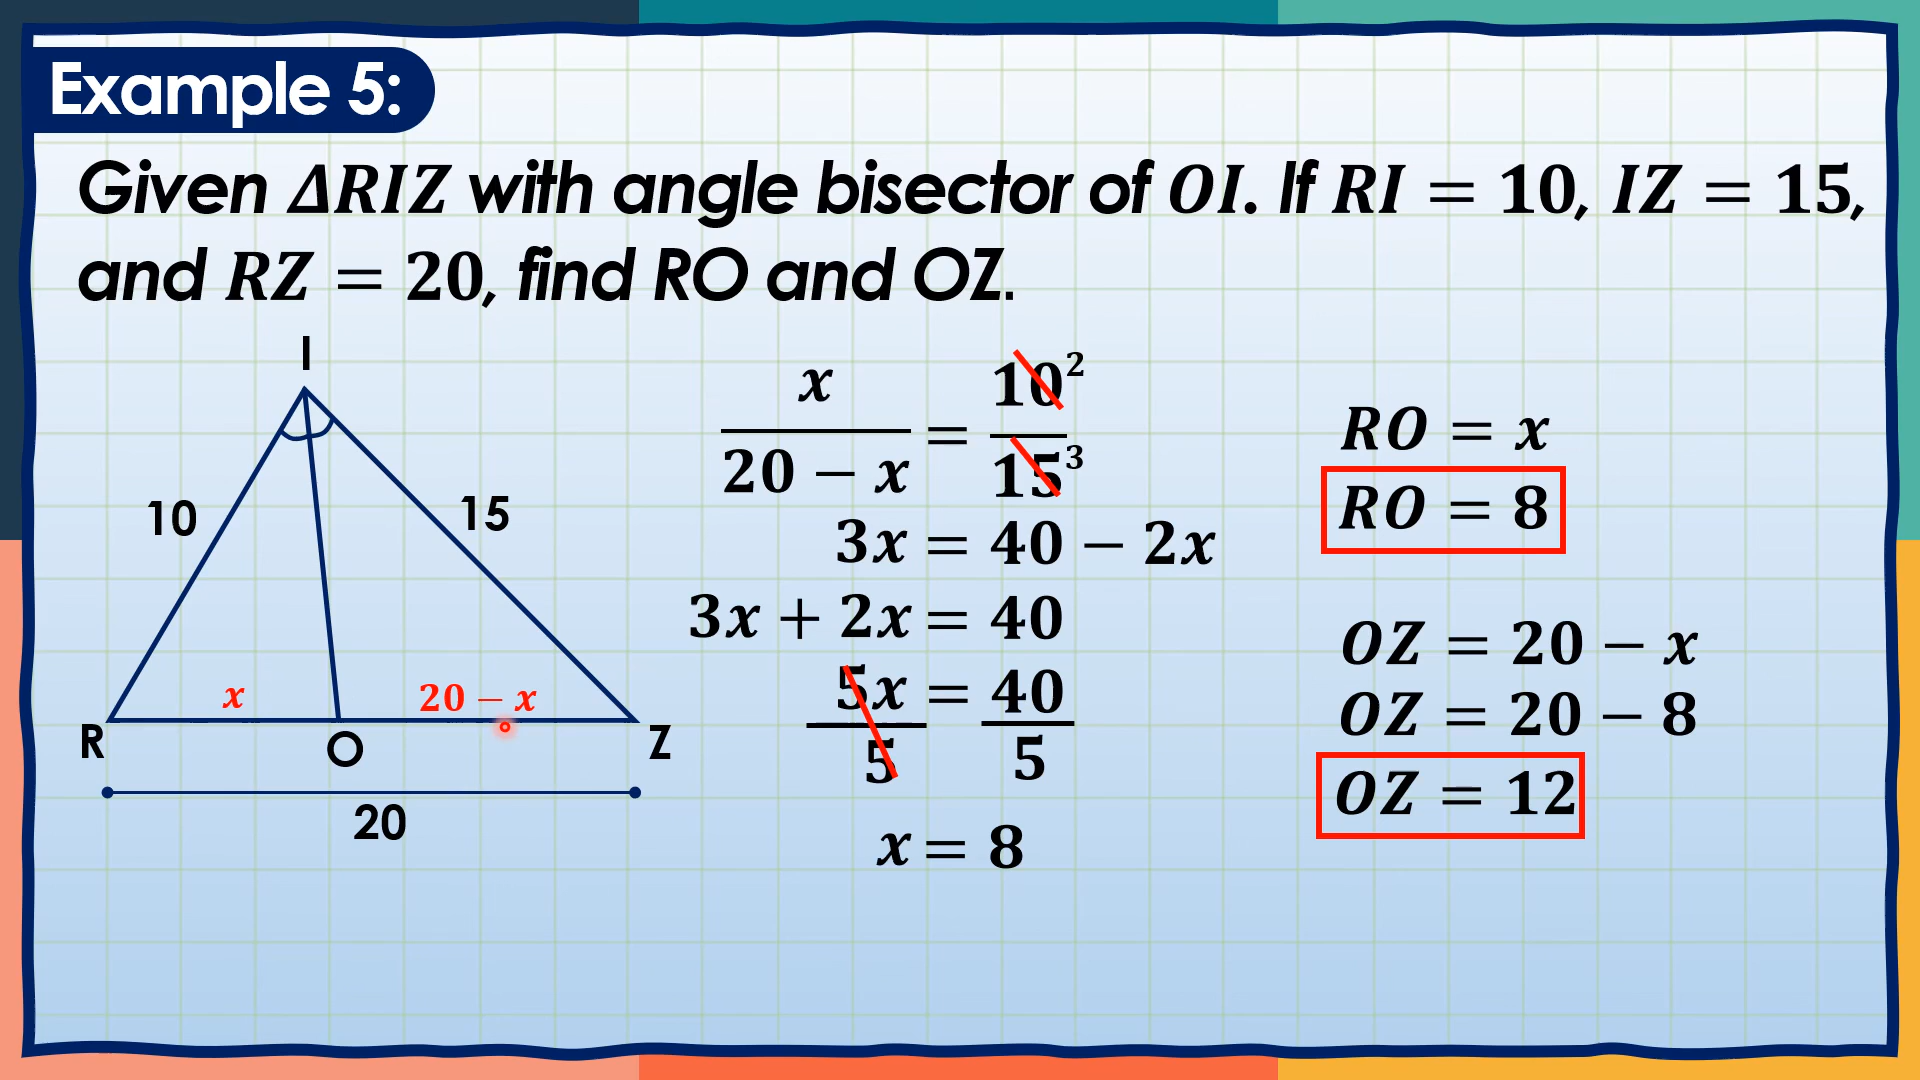 Example 5:
Given ΔRIZ with angle bisector of OI. If RI = 10, IZ = 15,
and RZ = 20, find RO and OZ.
I
10
15
x
20 − x
R
O
Z
20
x / 20 − x = 10² / 15³
3x = 40 − 2x
3x + 2x = 40
5x / 5 = 40 / 5
x = 8
RO = x
RO = 8
OZ = 20 − x
OZ = 20 − 8
OZ = 12